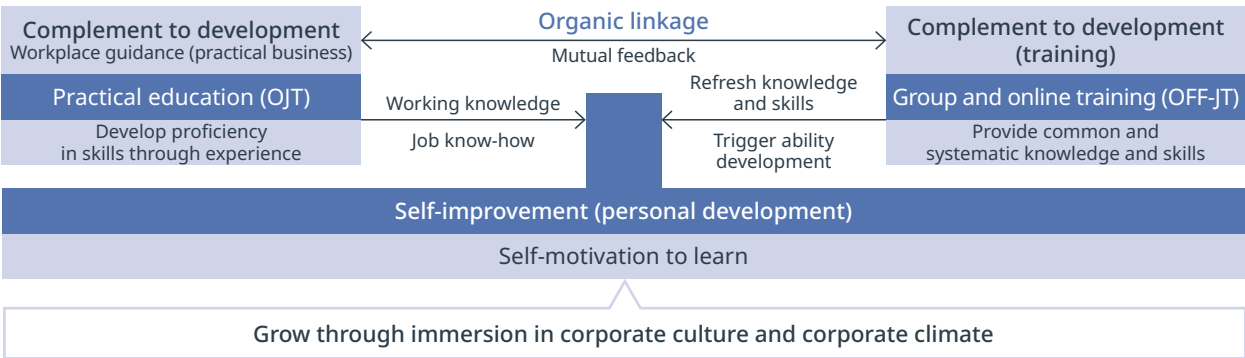 Complement to development
Workplace guidance (practical business)
Practical education (OJT)
Develop proficiency
in skills through experience
Organic linkage
Mutual feedback
Working knowledge
Job know-how
Refresh knowledge
and skills
Trigger ability
development
Complement to development
(training)
Group and online training (OFF-JT)
Provide common and
systematic knowledge and skills
Self-improvement (personal development)
Self-motivation to learn
Grow through immersion in corporate culture and corporate climate